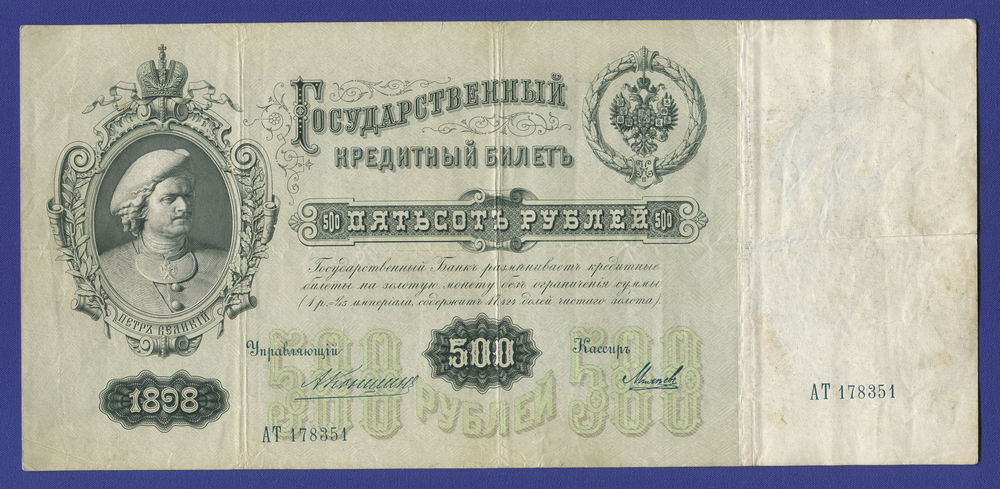 Государственный
кредитный билетъ
500 пятьсотъ рублей 500
Государственный Банкъ размѣниваетъ кредитные
билеты на золотую монету безъ ограниченія суммы
(1 р.=1/15 имперіала, содержитъ 17,424 долей чистаго золота).
ПЕТРЪ ВЕЛИКІЙ
Управляющій
500
Кассиръ
500 500
РУБЛЕЙ
1898
АТ 178351
АТ 178351